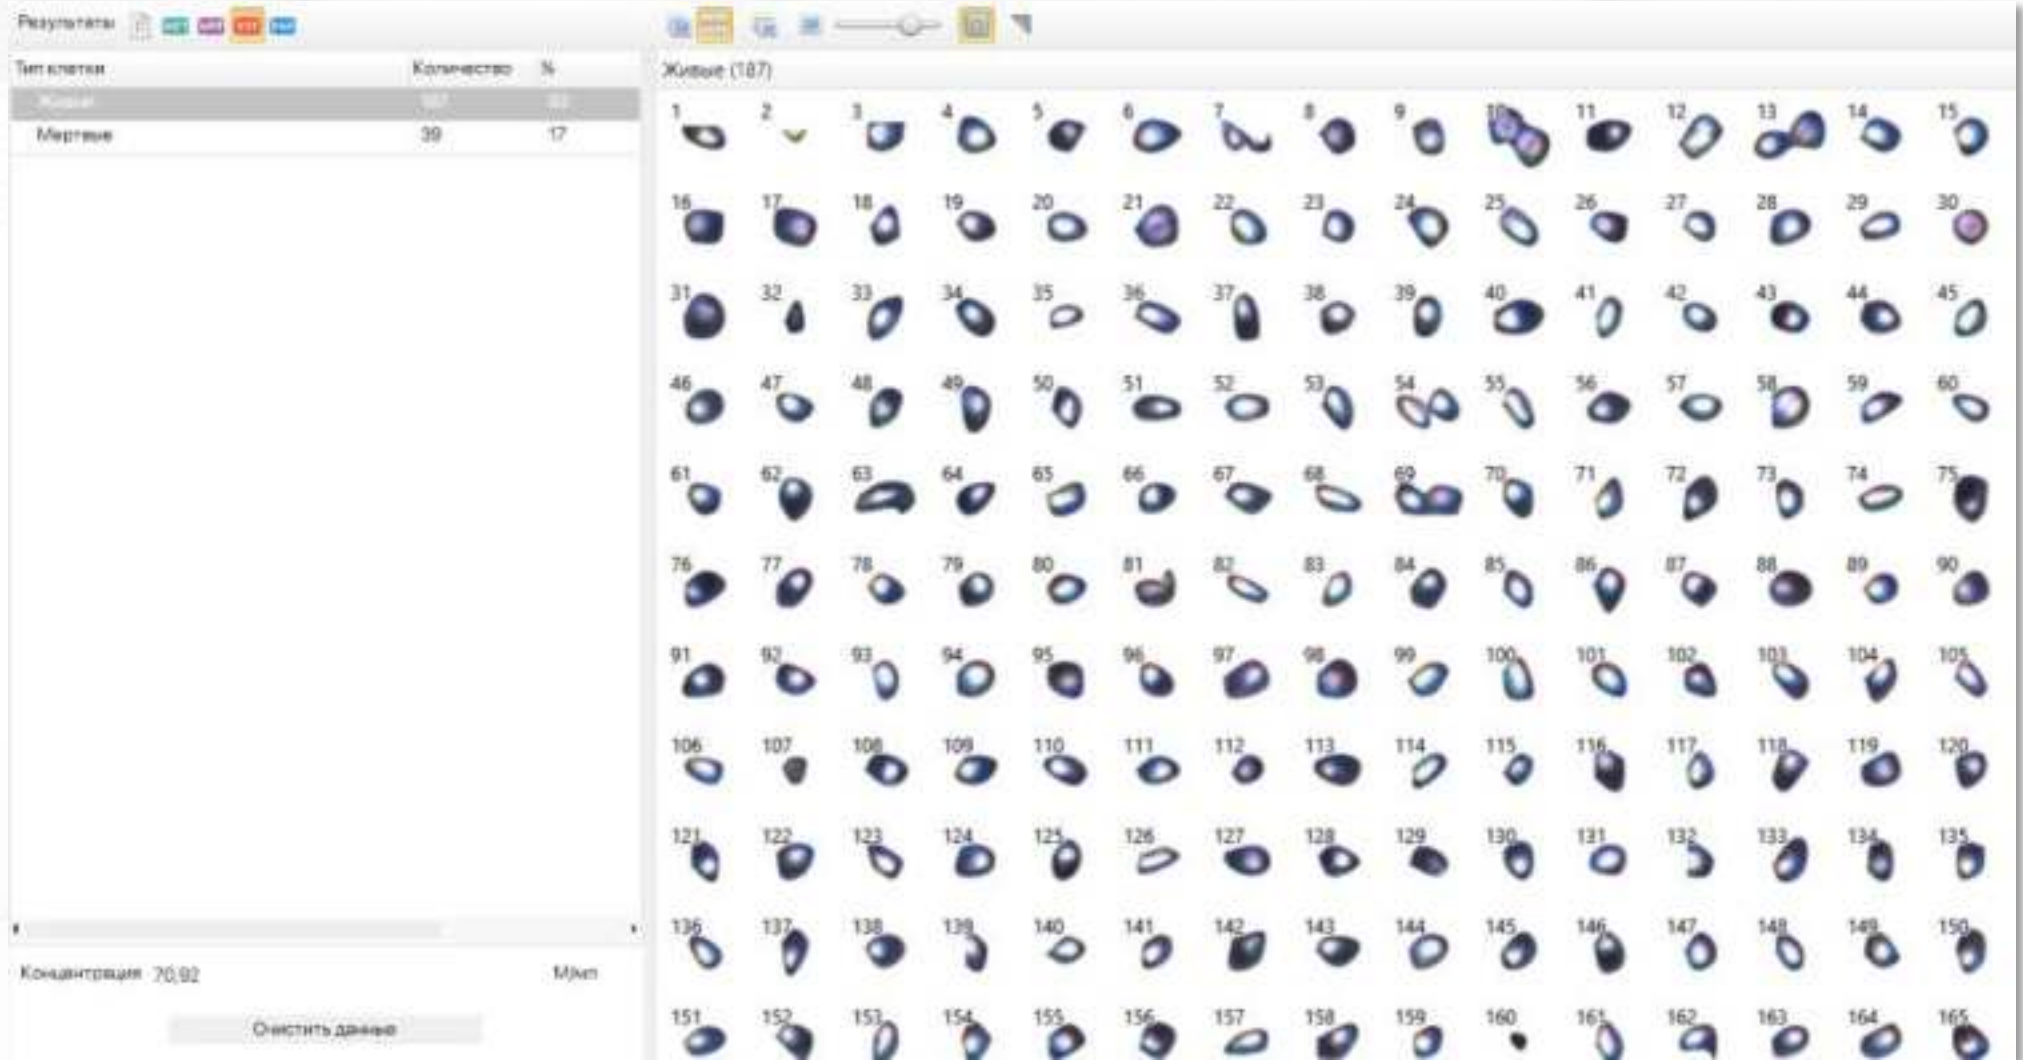 Результаты
Тип клетки Количество %
Живые 187 83
Мертвые 39 17
Концентрация 70,92 М/мл
Очистить данные
Живые (187)
1 2 3 4 5 6 7 8 9 10 11 12 13 14 15
16 17 18 19 20 21 22 23 24 25 26 27 28 29 30
31 32 33 34 35 36 37 38 39 40 41 42 43 44 45
46 47 48 49 50 51 52 53 54 55 56 57 58 59 60
61 62 63 64 65 66 67 68 69 70 71 72 73 74 75
76 77 78 79 80 81 82 83 84 85 86 87 88 89 90
91 92 93 94 95 96 97 98 99 100 101 102 103 104 105
106 107 108 109 110 111 112 113 114 115 116 117 118 119 120
121 122 123 124 125 126 127 128 129 130 131 132 133 134 135
136 137 138 139 140 141 142 143 144 145 146 147 148 149 150
151 152 153 154 155 156 157 158 159 160 161 162 163 164 165